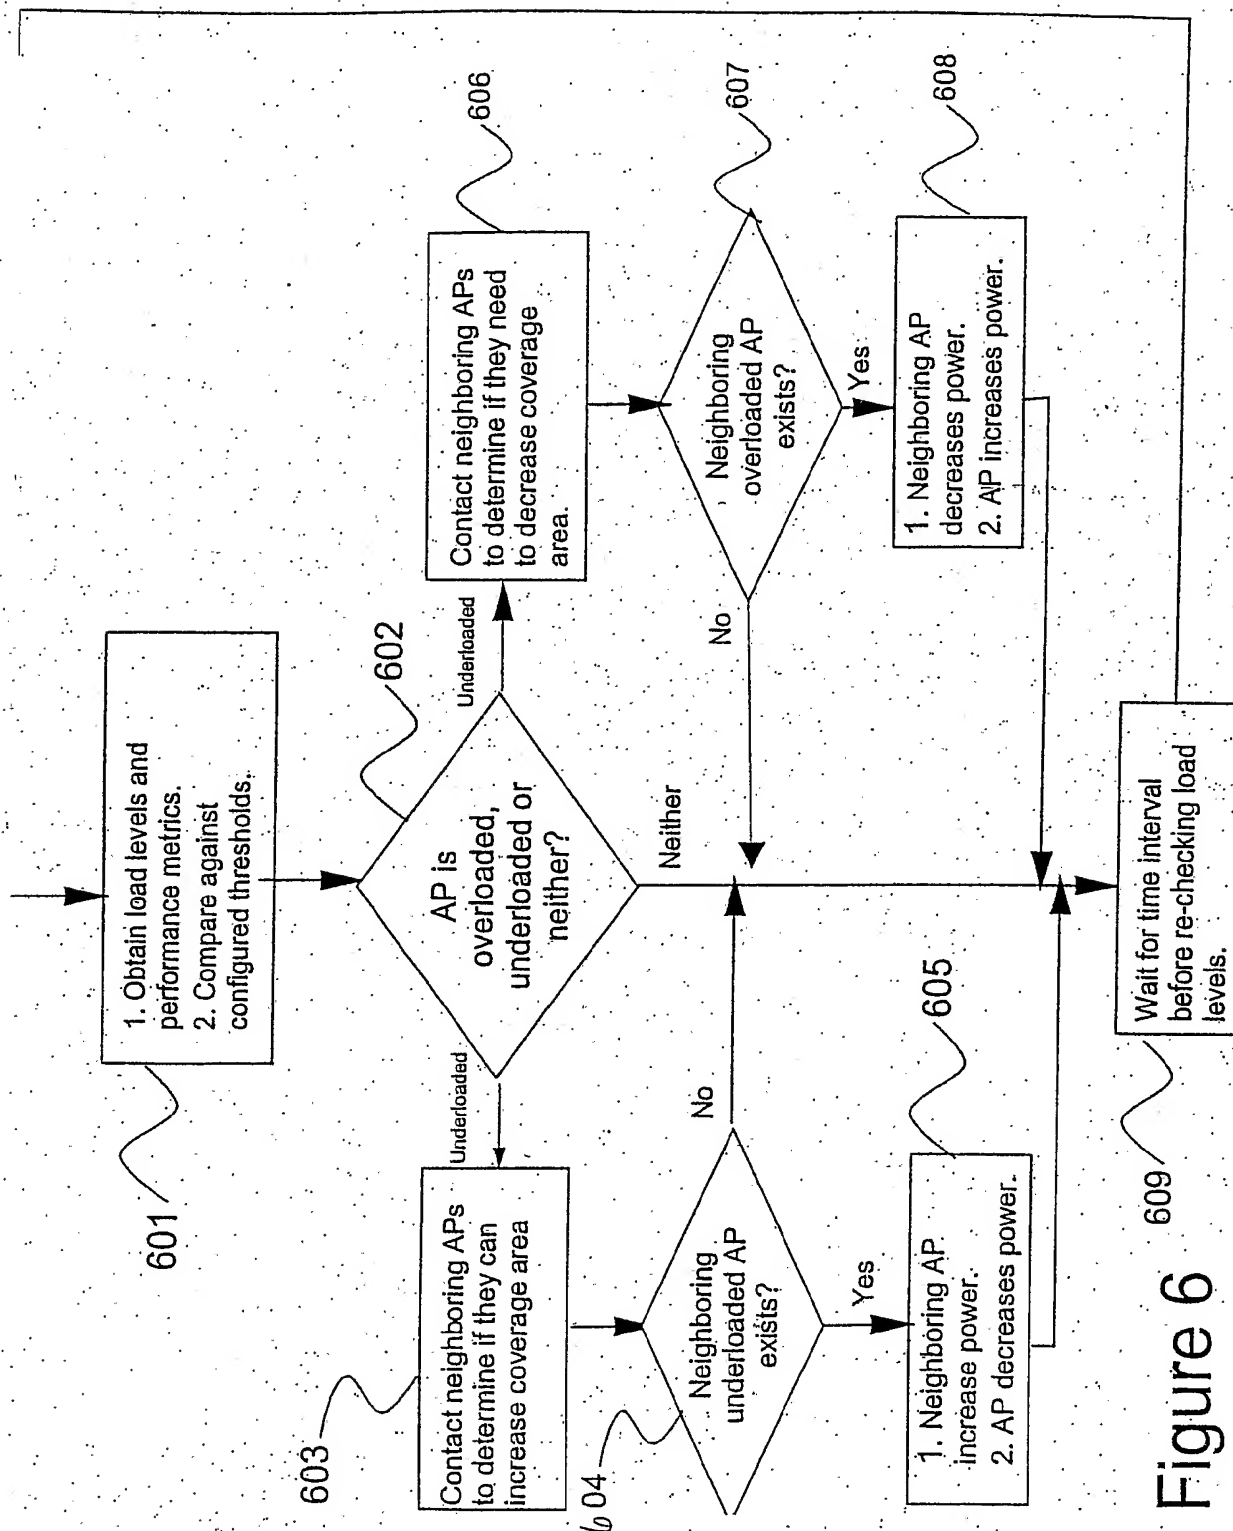 601
1. Obtain load levels and
performance metrics.
2. Compare against
configured thresholds.
602
AP is
overloaded,
underloaded or
neither?
Underloaded
Underloaded
Neither
603
Contact neighboring APs
to determine if they can
increase coverage area
606
Contact neighboring APs
to determine if they need
to decrease coverage
area.
604
Neighboring
underloaded AP
exists?
No
Yes
607
Neighboring
overloaded AP
exists?
No
Yes
605
1. Neighboring AP
increase power.
2. AP decreases power.
608
1. Neighboring AP
decreases power.
2. AP increases power.
609
Wait for time interval
before re-checking load
levels.
Figure 6